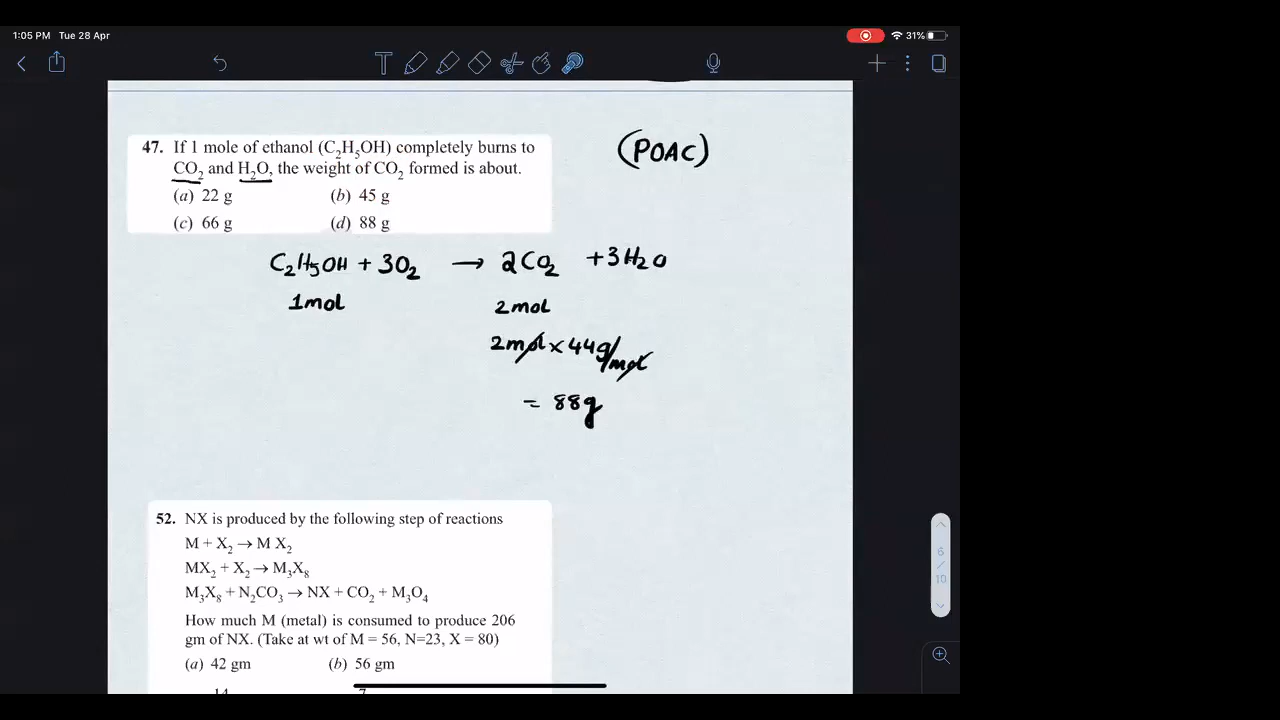 1:05 PM Tue 28 Apr
31%
T
(POAC)
47. If 1 mole of ethanol (C₂H₅OH) completely burns to
CO₂ and H₂O, the weight of CO₂ formed is about.
(a) 22 g (b) 45 g
(c) 66 g (d) 88 g
C₂H₅OH + 3O₂ → 2CO₂ + 3H₂O
1mol 2mol
2mol × 44g/mol
= 88g
52. NX is produced by the following step of reactions
M + X₂ → M X₂
MX₂ + X₂ → M₃X₈
M₃X₈ + N₂CO₃ → NX + CO₂ + M₃O₄
How much M (metal) is consumed to produce 206
gm of NX. (Take at wt of M = 56, N=23, X = 80)
(a) 42 gm (b) 56 gm
14 7
6
/
10